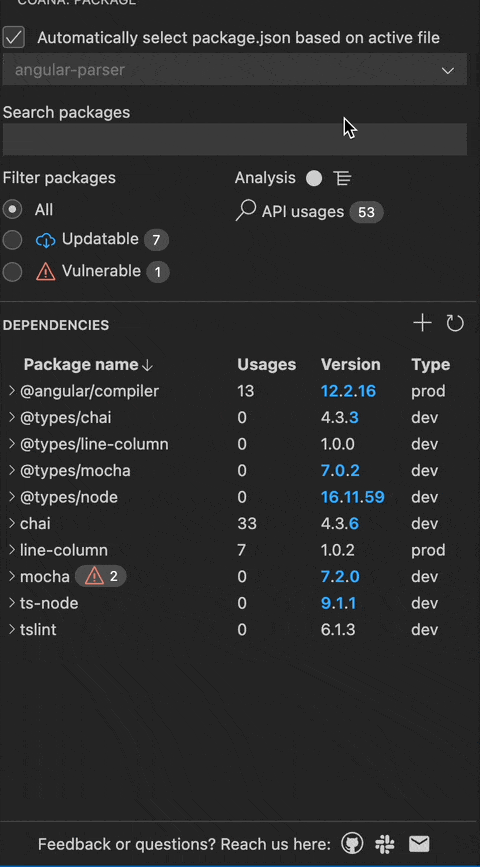 COANA: PACKAGE
Automatically select package.json based on active file
angular-parser
Search packages
Filter packages
Analysis
All
API usages 53
Updatable 7
Vulnerable 1
DEPENDENCIES
Package name Usages Version Type
@angular/compiler 13 12.2.16 prod
@types/chai 0 4.3.3 dev
@types/line-column 0 1.0.0 dev
@types/mocha 0 7.0.2 dev
@types/node 0 16.11.59 dev
chai 33 4.3.6 dev
line-column 7 1.0.2 prod
mocha 2 0 7.2.0 dev
ts-node 0 9.1.1 dev
tslint 0 6.1.3 dev
Feedback or questions? Reach us here: